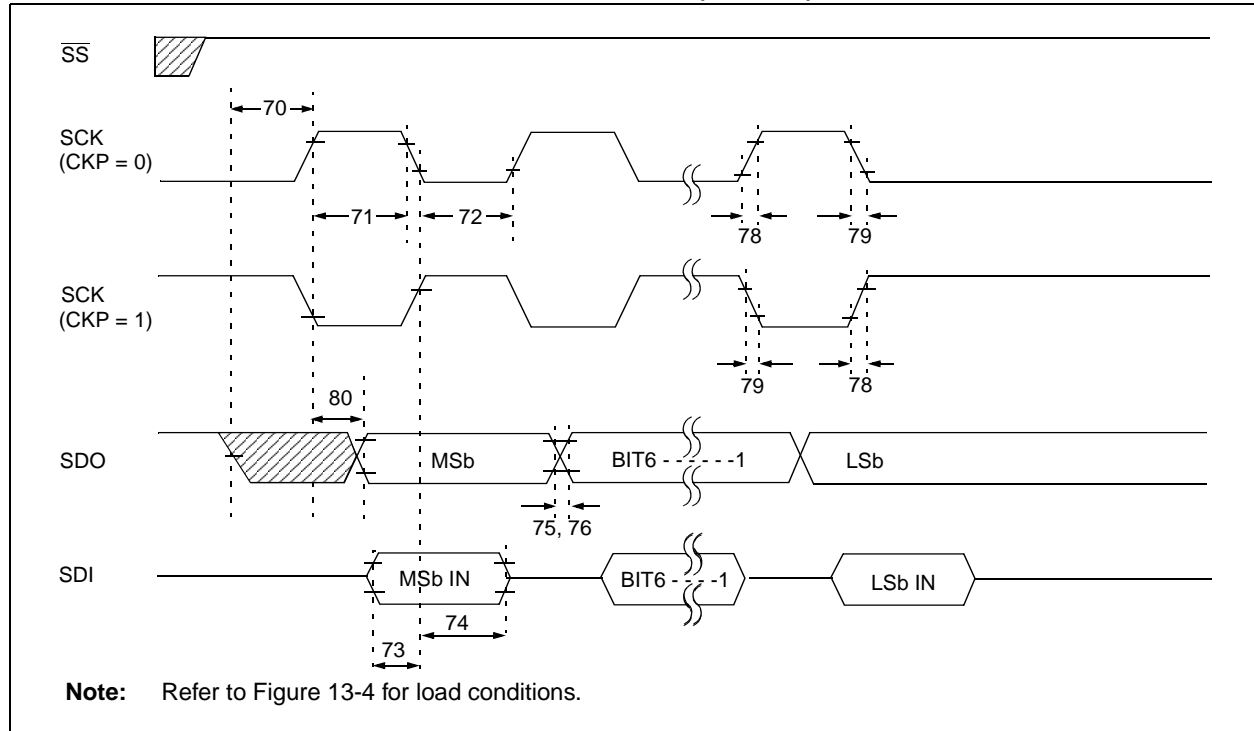 SS
70
SCK
(CKP = 0)
71
72
78
79
SCK
(CKP = 1)
79
78
80
SDO
MSb
BIT6 - - - - - -1
LSb
75, 76
SDI
MSb IN
BIT6 - - - - -1
LSb IN
74
73
Note: Refer to Figure 13-4 for load conditions.